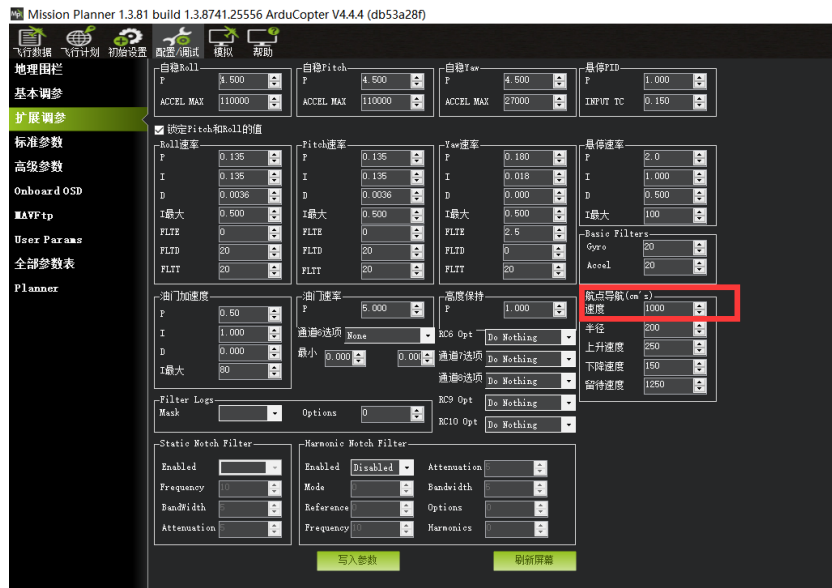 Mission Planner 1.3.81 build 1.3.8741.25556 ArduCopter V4.4.4 (db53a28f)
飞行数据 飞行计划 初始设置 配置/调试 模拟 帮助
地理围栏
基本调参
扩展调参
标准参数
高级参数
Onboard OSD
MAVFtp
User Params
全部参数表
Planner
自稳Roll
P 4.500
ACCEL MAX 110000
自稳Pitch
P 4.500
ACCEL MAX 110000
自稳Yaw
P 4.500
ACCEL MAX 27000
悬停PID
P 1.000
INPUT TC 0.150
锁定Pitch和Roll的值
Roll速率
P 0.135
I 0.135
D 0.0036
I最大 0.500
FLTE 0
FLTD 20
FLTT 20
Pitch速率
P 0.135
I 0.135
D 0.0036
I最大 0.500
FLTE 0
FLTD 20
FLTT 20
Yaw速率
P 0.180
I 0.018
D 0.000
I最大 0.500
FLTE 2.5
FLTD 0
FLTT 20
悬停速率
P 2.0
I 1.000
D 0.500
I最大 100
Basic Filters
Gyro 20
Accel 20
油门加速度
P 0.50
I 1.000
D 0.000
I最大 80
油门速率
P 5.000
高度保持
P 1.000
航点导航(cm's)
速度 1000
半径 200
上升速度 250
下降速度 150
留待速度 1250
通道6选项 None
最小 0.000 0.00
RC6 Opt Do Nothing
通道7选项 Do Nothing
通道8选项 Do Nothing
RC9 Opt Do Nothing
RC10 Opt Do Nothing
Filter Logs
Mask Options 0
Static Notch Filter
Enabled
Frequency 10
BandWidth 5
Attenuation 5
Harmonic Notch Filter
Enabled Disabled Attenuation 5
Mode 0 Bandwidth 5
Reference 0 Options 0
Frequency 10 Harmonics 0
写入参数 刷新屏幕